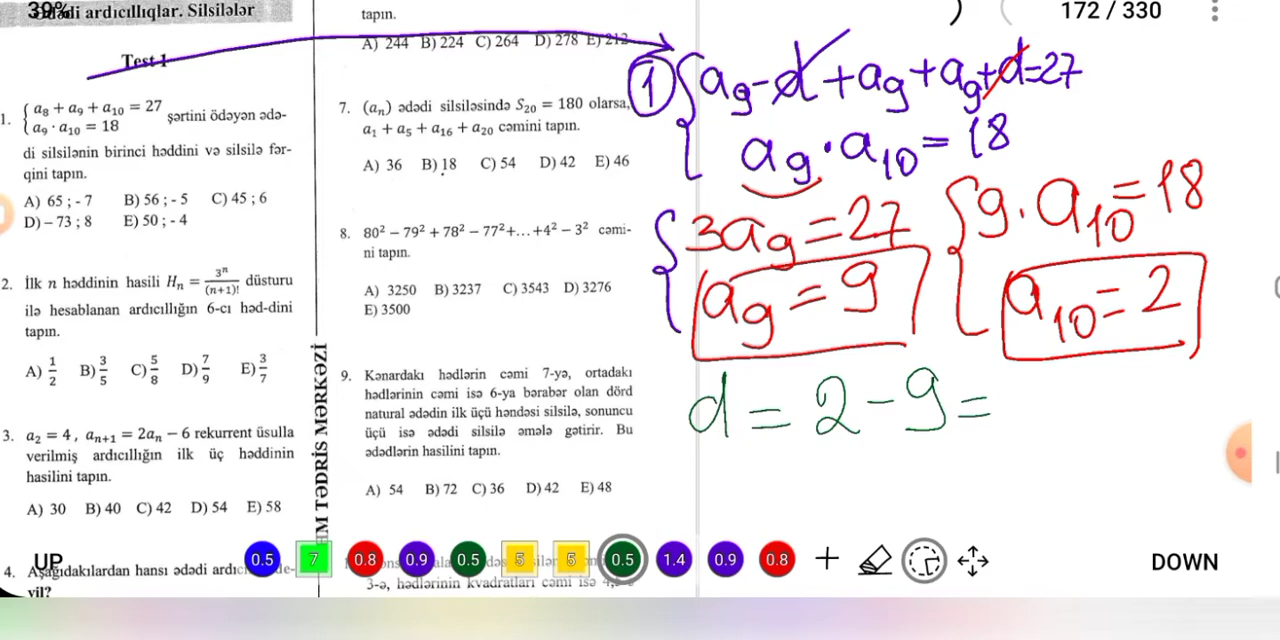 39%
Ədədi ardıcıllıqlar. Silsilələr
Test 1
1. { a₈ + a₉ + a₁₀ = 27
a₉ · a₁₀ = 18 şərtini ödəyən ədə-
di silsilənin birinci həddini və silsilə fər-
qini tapın.
A) 65 ; - 7 B) 56 ; - 5 C) 45 ; 6
D) – 73 ; 8 E) 50 ; - 4
2. İlk n həddinin hasili Hₙ = 3ⁿ/(n+1)! düsturu
ilə hesablanan ardıcıllığın 6-cı həd-dini
tapın.
A) 1/2 B) 3/5 C) 5/8 D) 7/9 E) 3/7
3. a₂ = 4 , aₙ₊₁ = 2aₙ − 6 rekurrent üsulla
verilmiş ardıcıllığın ilk üç həddinin
hasilini tapın.
A) 30 B) 40 C) 42 D) 54 E) 58
4. Aşağıdakılardan hansı ədədi
yil?
UP
tapın.
A) 244 B) 224 C) 264 D) 278 E) 212
7. (aₙ) ədədi silsiləsində S₂₀ = 180 olarsa,
a₁ + a₅ + a₁₆ + a₂₀ cəmini tapın.
A) 36 B) 18 C) 54 D) 42 E) 46
8. 80² − 79² + 78² − 77²+...+4² − 3² cəmi-
ni tapın.
A) 3250 B) 3237 C) 3543 D) 3276
E) 3500
9. Kənardakı hədlərin cəmi 7-yə, ortadakı
hədlərinin cəmi isə 6-ya bərabər olan dörd
natural ədədin ilk üçü həndəsi silsilə, sonuncu
üçü isə ədədi silsilə əmələ gətirir. Bu
ədədlərin hasilini tapın.
A) 54 B) 72 C) 36 D) 42 E) 48
3-ə, hədlərinin kvadratları cəmi isə
172 / 330
① { a₉ - d + a₉ + a₉ + d = 27
a₉ · a₁₀ = 18
{ 3a₉ = 27
a₉ = 9
{ 9 · a₁₀ = 18
a₁₀ = 2
d = 2 - 9 =
0.5 7 0.8 0.9 0.5 5 5 0.5 1.4 0.9 0.8
DOWN